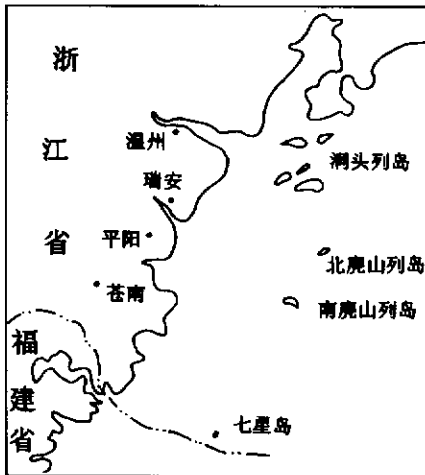 浙江省
温州
洞头列岛
瑞安
平阳
北麂山列岛
苍南
南麂山列岛
福建省
七星岛